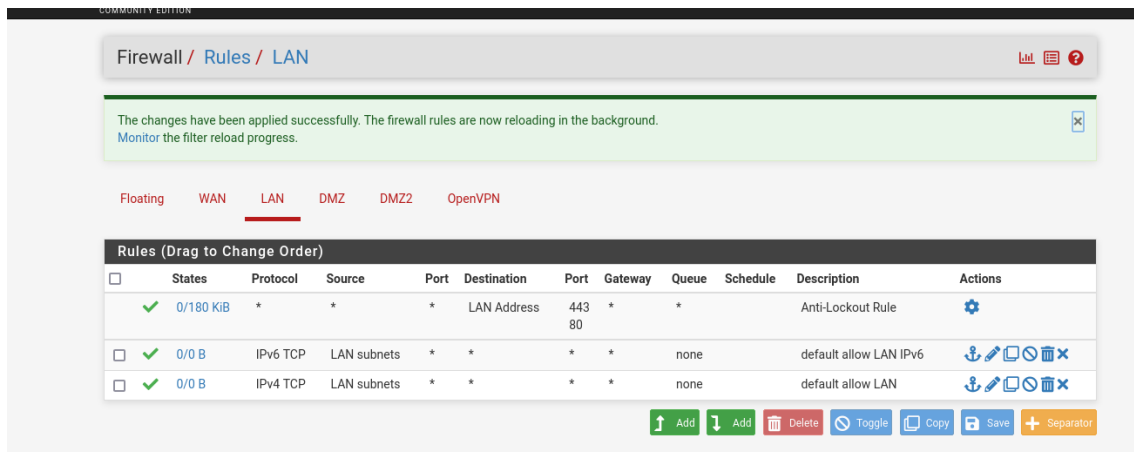 COMMUNITY EDITION
Firewall / Rules / LAN
The changes have been applied successfully. The firewall rules are now reloading in the background.
Monitor the filter reload progress.
Floating WAN LAN DMZ DMZ2 OpenVPN
Rules (Drag to Change Order)
States Protocol Source Port Destination Port Gateway Queue Schedule Description Actions
0/180 KiB * * * LAN Address 443 * * Anti-Lockout Rule
80
0/0 B IPv6 TCP LAN subnets * * * * none default allow LAN IPv6
0/0 B IPv4 TCP LAN subnets * * * * none default allow LAN
Add Add Delete Toggle Copy Save Separator